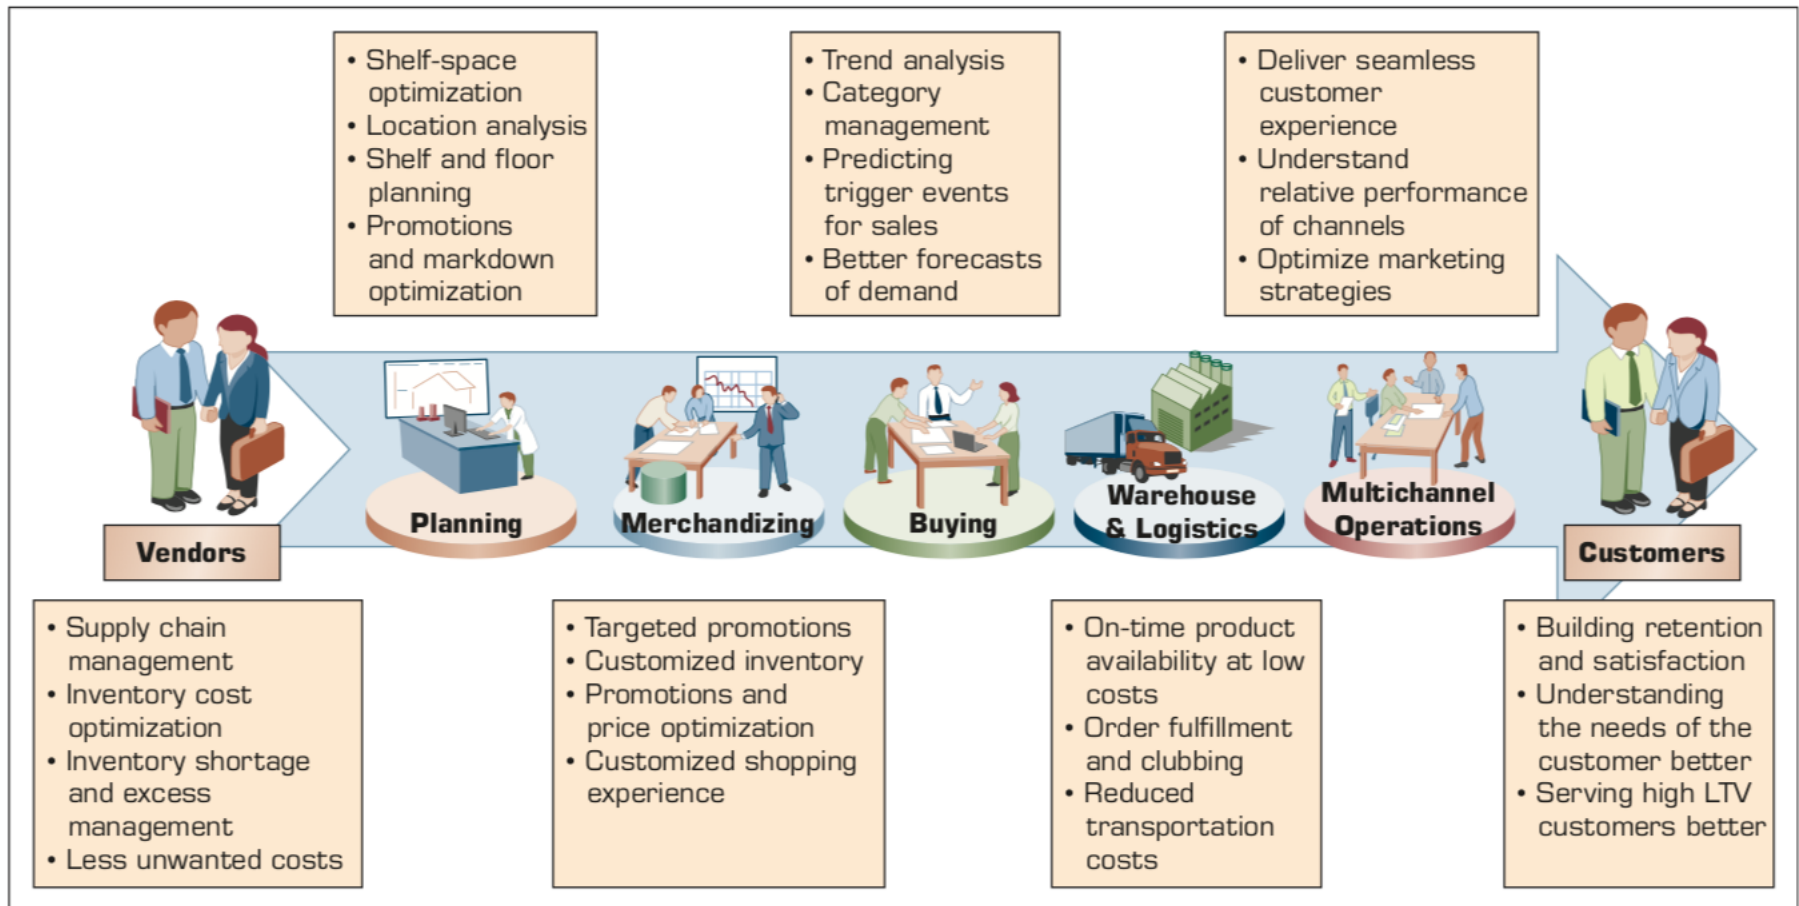 • Shelf-space
optimization
• Location analysis
• Shelf and floor
planning
• Promotions
and markdown
optimization
• Trend analysis
• Category
management
• Predicting
trigger events
for sales
• Better forecasts
of demand
• Deliver seamless
customer
experience
• Understand
relative performance
of channels
• Optimize marketing
strategies
Vendors
Planning
Merchandizing
Buying
Warehouse
& Logistics
Multichannel
Operations
Customers
• Supply chain
management
• Inventory cost
optimization
• Inventory shortage
and excess
management
• Less unwanted costs
• Targeted promotions
• Customized inventory
• Promotions and
price optimization
• Customized shopping
experience
• On-time product
availability at low
costs
• Order fulfillment
and clubbing
• Reduced
transportation
costs
• Building retention
and satisfaction
• Understanding
the needs of the
customer better
• Serving high LTV
customers better